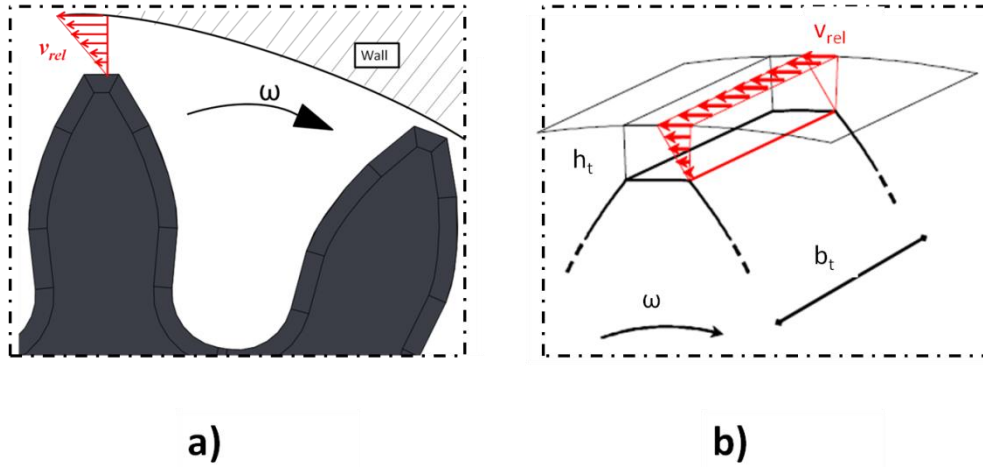 v_rel
Wall
ω
a)
v_rel
h_t
b_t
ω
b)